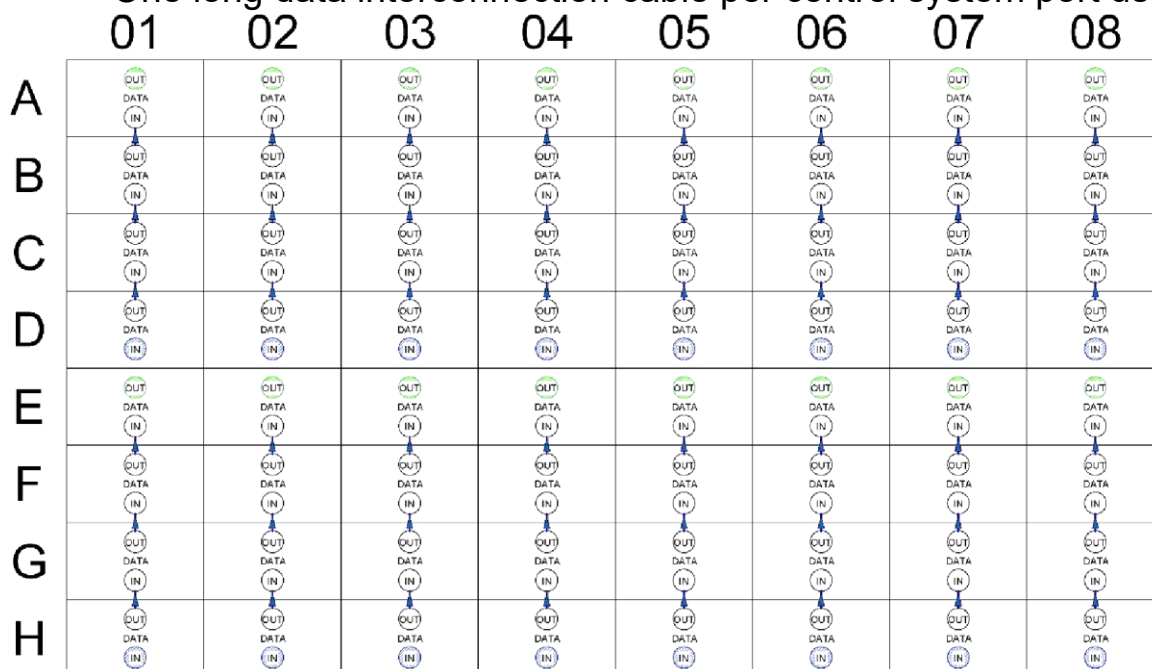 One long data interconnection cable per control system port
01 02 03 04 05 06 07 08
A
OUT OUT OUT OUT OUT OUT OUT OUT
DATA DATA DATA DATA DATA DATA DATA DATA
IN IN IN IN IN IN IN IN
B
OUT OUT OUT OUT OUT OUT OUT OUT
DATA DATA DATA DATA DATA DATA DATA DATA
IN IN IN IN IN IN IN IN
C
OUT OUT OUT OUT OUT OUT OUT OUT
DATA DATA DATA DATA DATA DATA DATA DATA
IN IN IN IN IN IN IN IN
D
OUT OUT OUT OUT OUT OUT OUT OUT
DATA DATA DATA DATA DATA DATA DATA DATA
IN IN IN IN IN IN IN IN
E
OUT OUT OUT OUT OUT OUT OUT OUT
DATA DATA DATA DATA DATA DATA DATA DATA
IN IN IN IN IN IN IN IN
F
OUT OUT OUT OUT OUT OUT OUT OUT
DATA DATA DATA DATA DATA DATA DATA DATA
IN IN IN IN IN IN IN IN
G
OUT OUT OUT OUT OUT OUT OUT OUT
DATA DATA DATA DATA DATA DATA DATA DATA
IN IN IN IN IN IN IN IN
H
OUT OUT OUT OUT OUT OUT OUT OUT
DATA DATA DATA DATA DATA DATA DATA DATA
IN IN IN IN IN IN IN IN